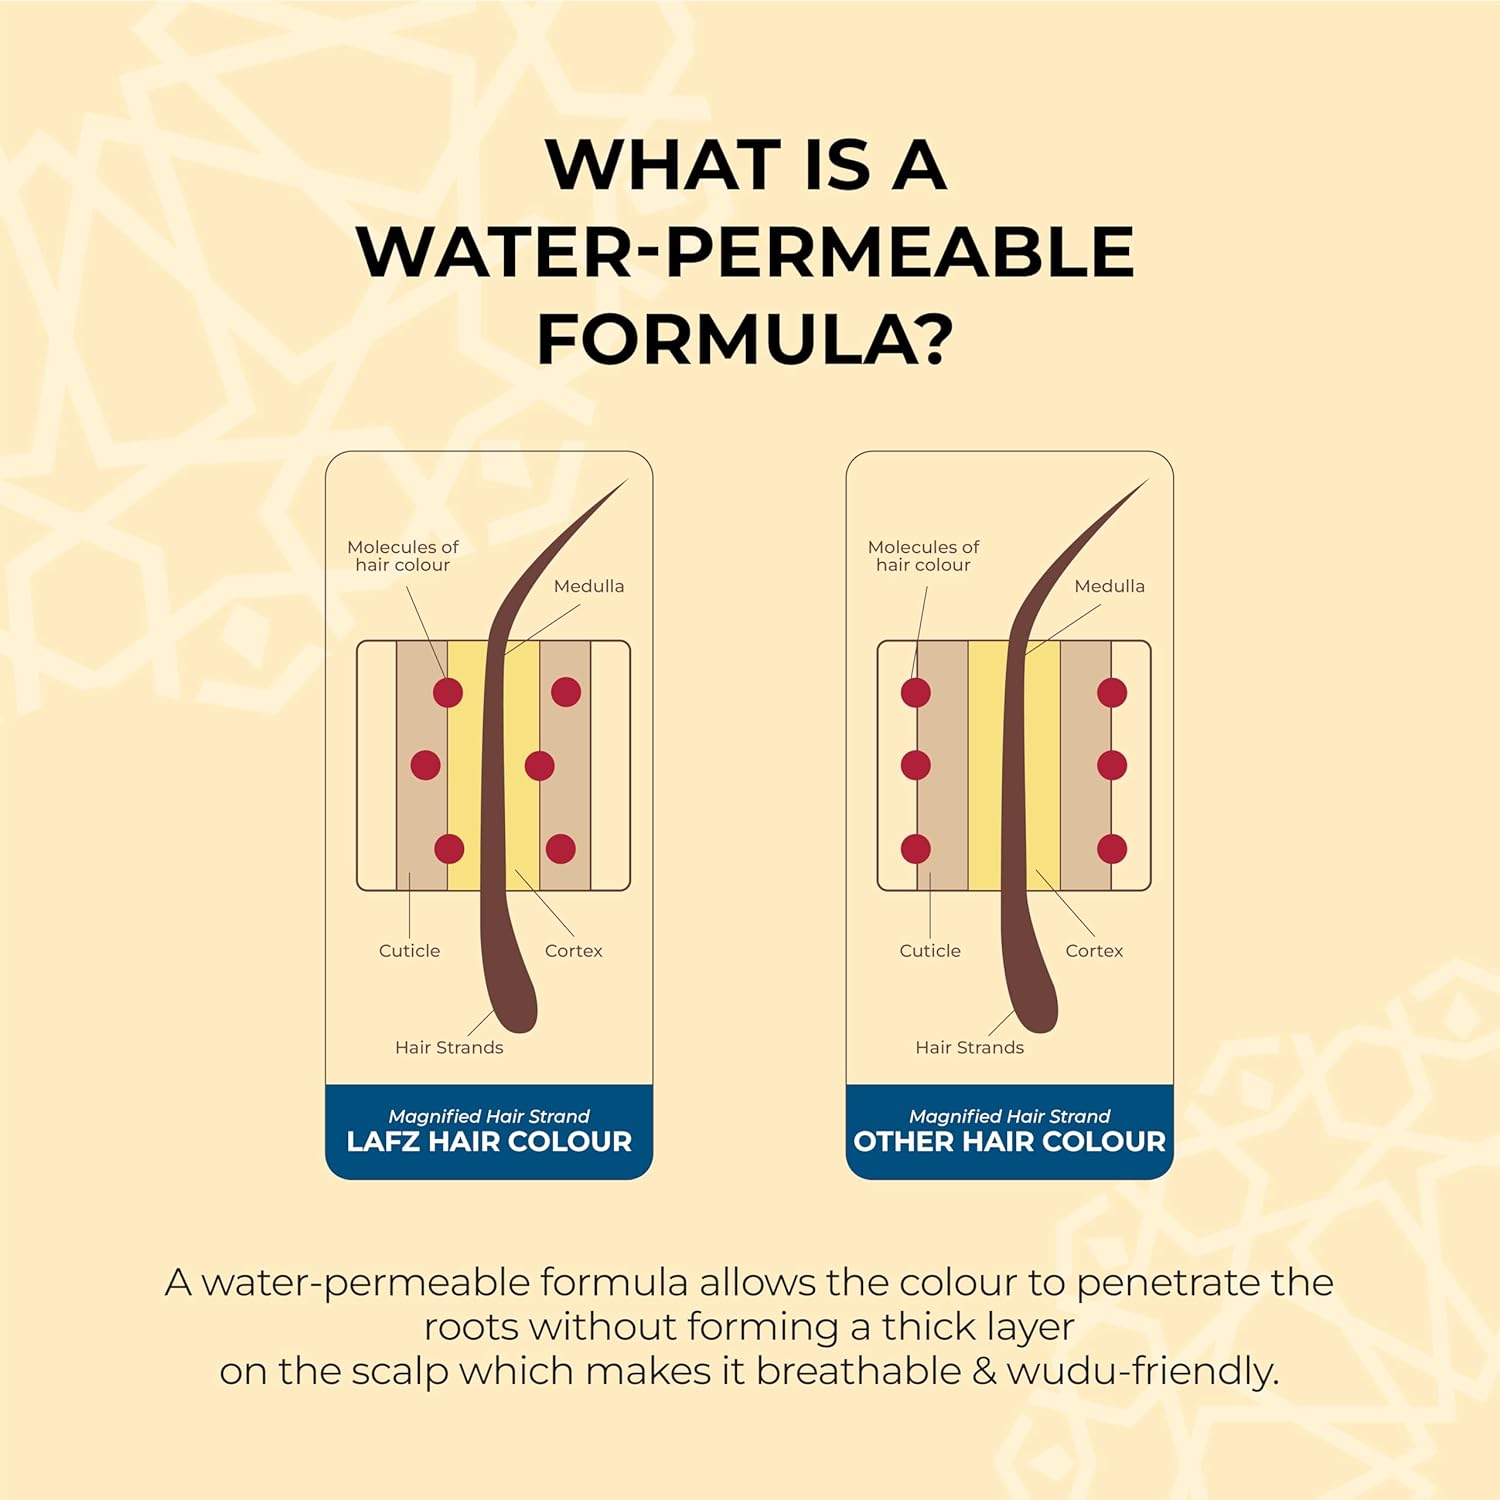 WHAT IS A
WATER-PERMEABLE
FORMULA?
Molecules of
hair colour
Medulla
Cuticle
Cortex
Hair Strands
Magnified Hair Strand
LAFZ HAIR COLOUR
Molecules of
hair colour
Medulla
Cuticle
Cortex
Hair Strands
Magnified Hair Strand
OTHER HAIR COLOUR
A water-permeable formula allows the colour to penetrate the
roots without forming a thick layer
on the scalp which makes it breathable & wudu-friendly.